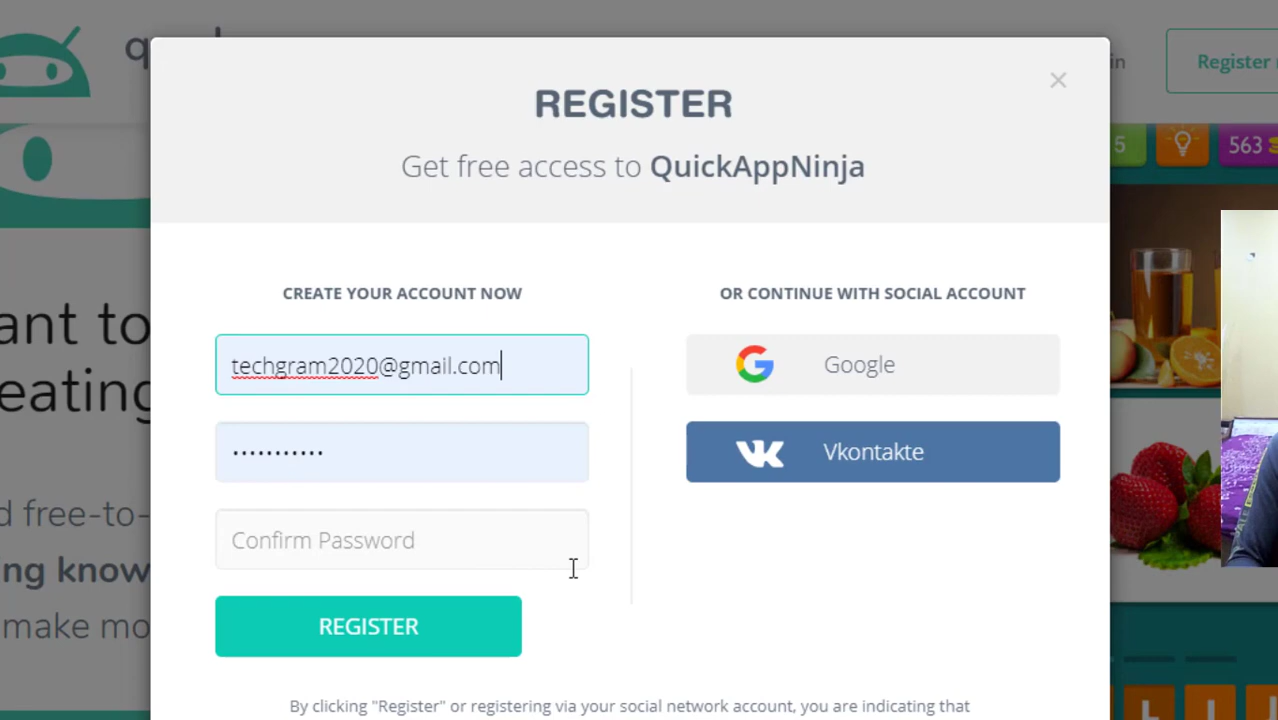 REGISTER
×
in
Register
Get free access to QuickAppNinja
5
563
CREATE YOUR ACCOUNT NOW
OR CONTINUE WITH SOCIAL ACCOUNT
ant to
eating
techgram2020@gmail.com
Google
•••••••••••
Vkontakte
d free-to-
Confirm Password
ing know
make mo
REGISTER
By clicking "Register" or registering via your social network account, you are indicating that